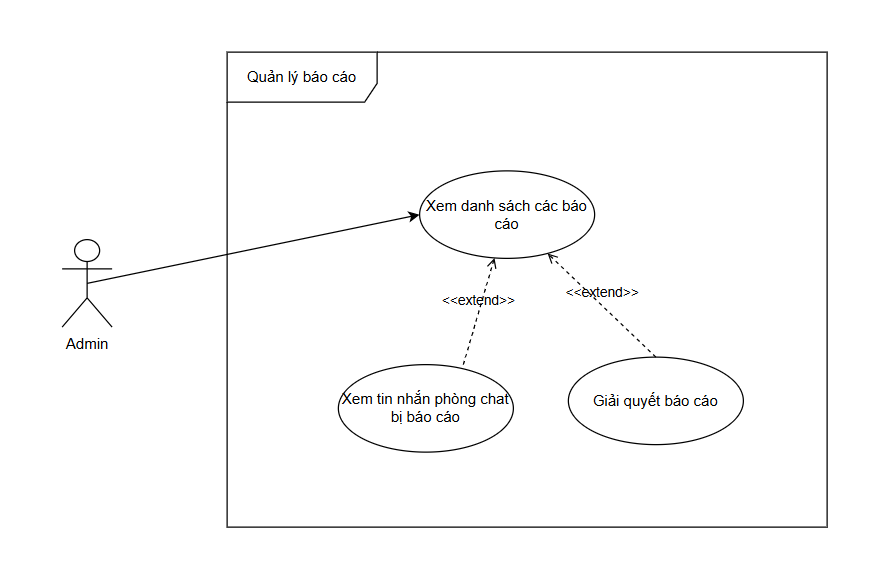 Quản lý báo cáo
Xem danh sách các báo
cáo
<<extend>>
<<extend>>
Admin
Xem tin nhắn phòng chat
bị báo cáo
Giải quyết báo cáo